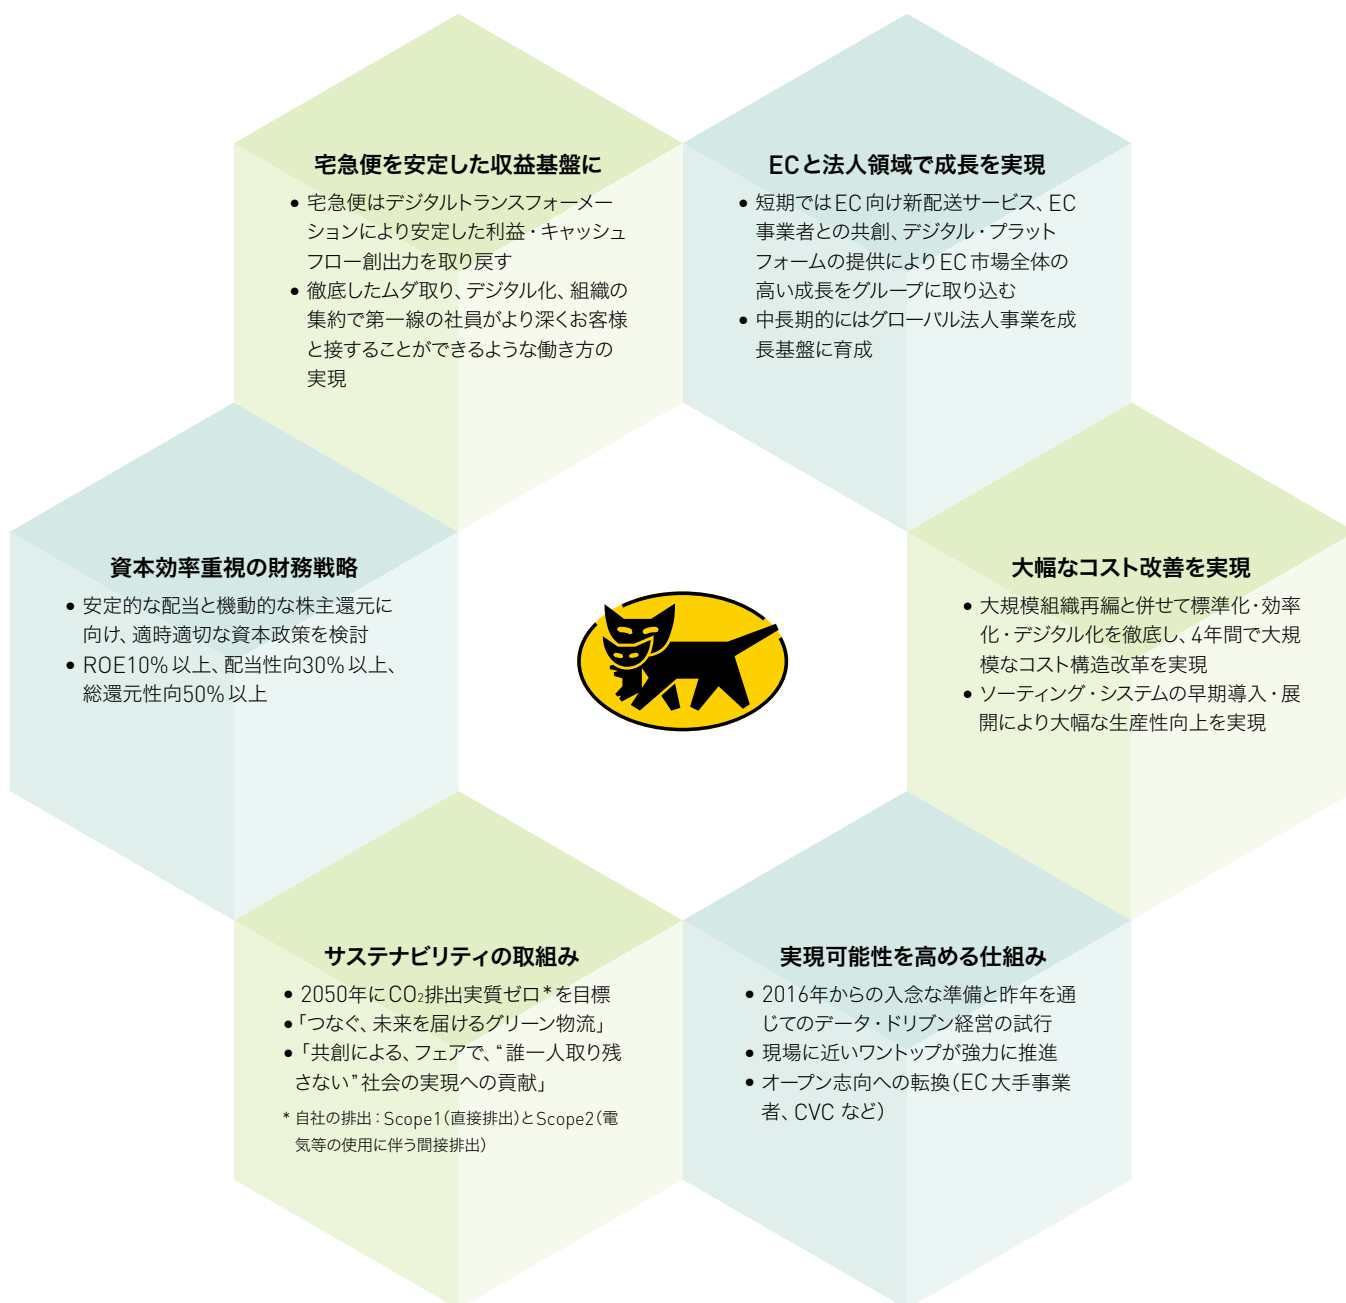 宅急便を安定した収益基盤に
• 宅急便はデジタルトランスフォーメー
ションにより安定した利益・キャッシュ
フロー創出力を取り戻す
• 徹底したムダ取り、デジタル化、組織の
集約で第一線の社員がより深くお客様
と接することができるような働き方の
実現
ECと法人領域で成長を実現
• 短期ではEC向け新配送サービス、EC
事業者との共創、デジタル・プラット
フォームの提供によりEC市場全体の
高い成長をグループに取り込む
• 中長期的にはグローバル法人事業を成
長基盤に育成
資本効率重視の財務戦略
• 安定的な配当と機動的な株主還元に
向け、適時適切な資本政策を検討
• ROE10%以上、配当性向30%以上、
総還元性向50%以上
大幅なコスト改善を実現
• 大規模組織再編と併せて標準化・効率
化・デジタル化を徹底し、4年間で大規
模なコスト構造改革を実現
• ソーティング・システムの早期導入・展
開により大幅な生産性向上を実現
サステナビリティの取組み
• 2050年にCO₂排出実質ゼロ*を目標
• 「つなぐ、未来を届けるグリーン物流」
• 「共創による、フェアで、“誰一人取り残
さない”社会の実現への貢献」
* 自社の排出：Scope1（直接排出）とScope2（電
気等の使用に伴う間接排出）
実現可能性を高める仕組み
• 2016年からの入念な準備と昨年を通
じてのデータ・ドリブン経営の試行
• 現場に近いワントップが強力に推進
• オープン志向への転換（EC大手事業
者、CVC など）